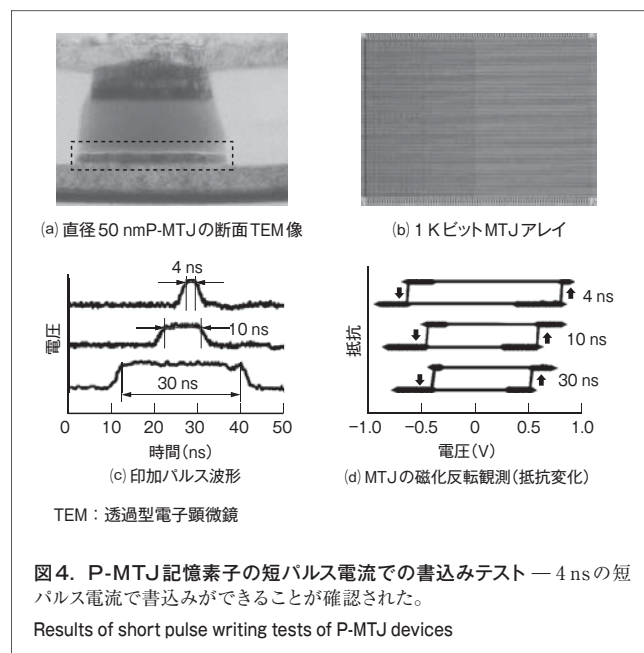 (a) 直径50 nmP-MTJの断面TEM像
(b) 1 KビットMTJアレイ
4 ns
10 ns
30 ns
電圧
0 10 20 30 40 50
時間(ns)
(c) 印加パルス波形
抵抗
4 ns
10 ns
30 ns
−1.0 −0.5 0 0.5 1.0
電圧(V)
(d) MTJの磁化反転観測(抵抗変化)
TEM：透過型電子顕微鏡
図4．P-MTJ記憶素子の短パルス電流での書込みテスト — 4 nsの短
パルス電流で書込みができることが確認された。
Results of short pulse writing tests of P-MTJ devices